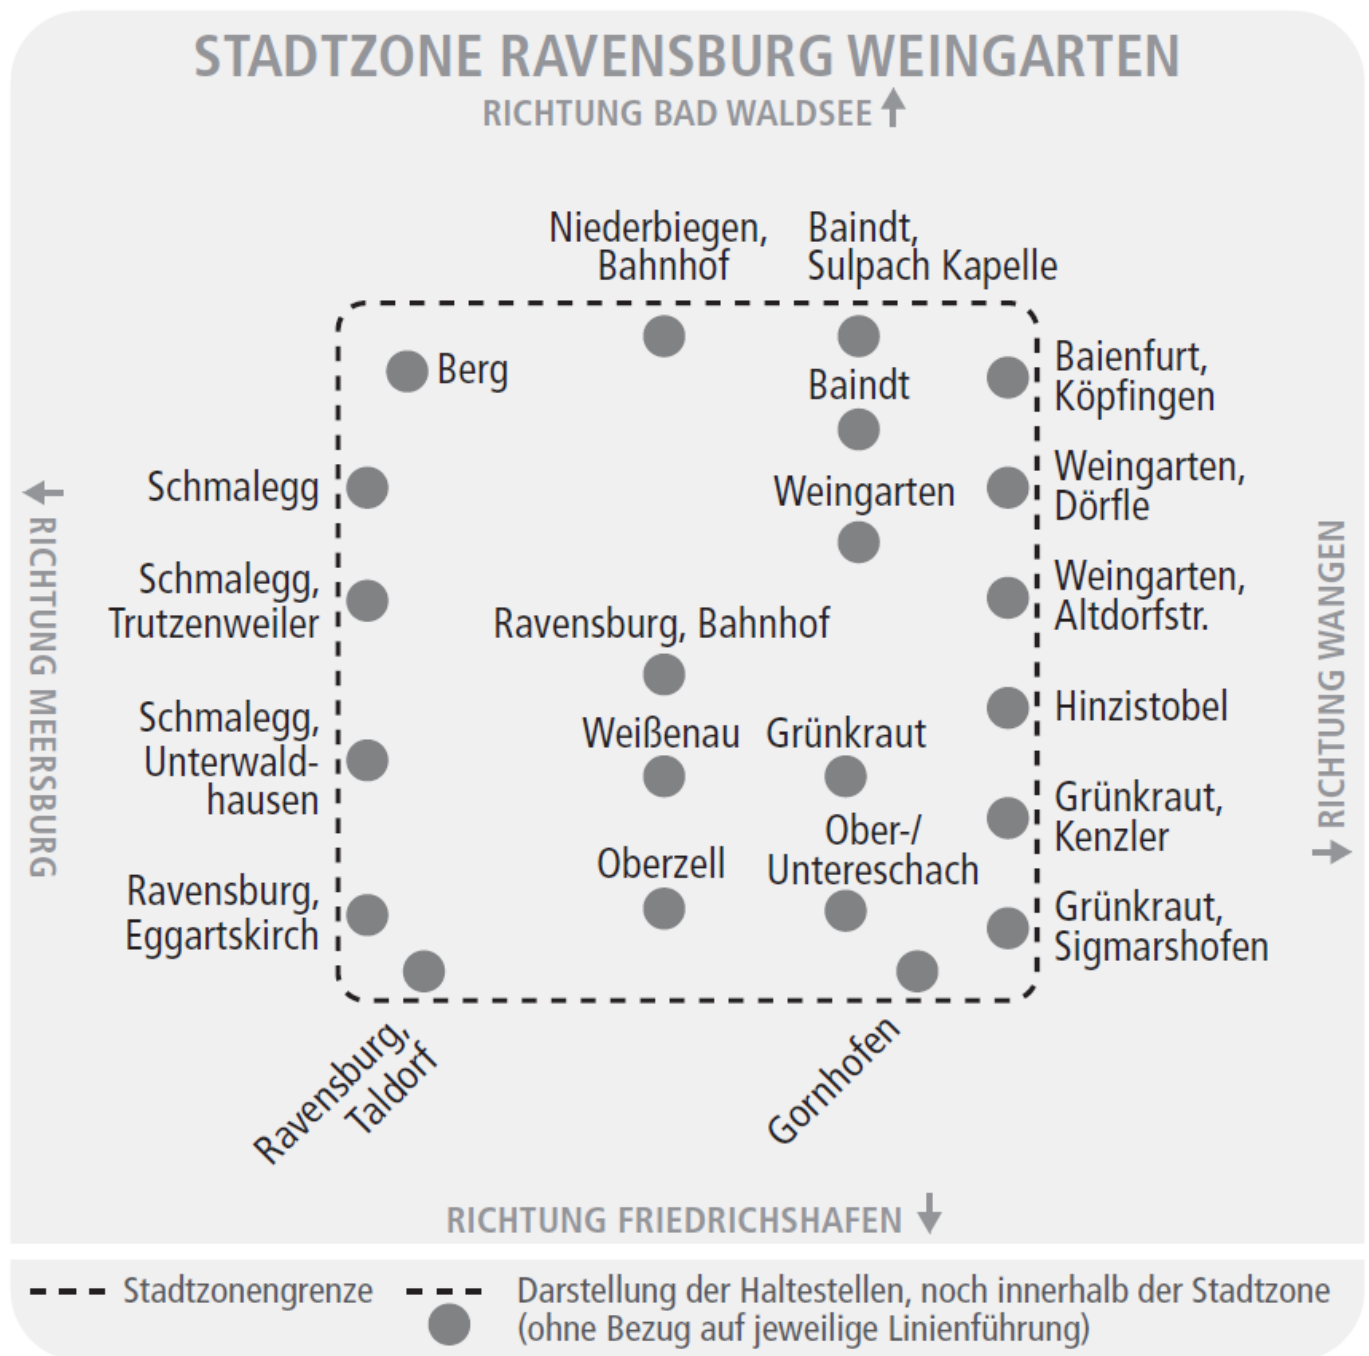 STADTZONE RAVENSBURG WEINGARTEN
RICHTUNG BAD WALDSEE
Niederbiegen,
Bahnhof
Baindt,
Sulpach Kapelle
Berg
Baindt
Baienfurt,
Köpfingen
Schmalegg
Weingarten
Weingarten,
Dörfle
Schmalegg,
Trutzenweiler
Ravensburg, Bahnhof
Weingarten,
Altdorfstr.
Schmalegg,
Unterwald-
hausen
Weißenau
Grünkraut
Hinzistobel
Oberzell
Ober-/
Untereschach
Grünkraut,
Kenzler
Ravensburg,
Eggartskirch
Grünkraut,
Sigmarshofen
Ravensburg,
Taldorf
Gornhofen
RICHTUNG MEERSBURG
RICHTUNG WANGEN
RICHTUNG FRIEDRICHSHAFEN
Stadtzonengrenze
Darstellung der Haltestellen, noch innerhalb der Stadtzone
(ohne Bezug auf jeweilige Linienführung)